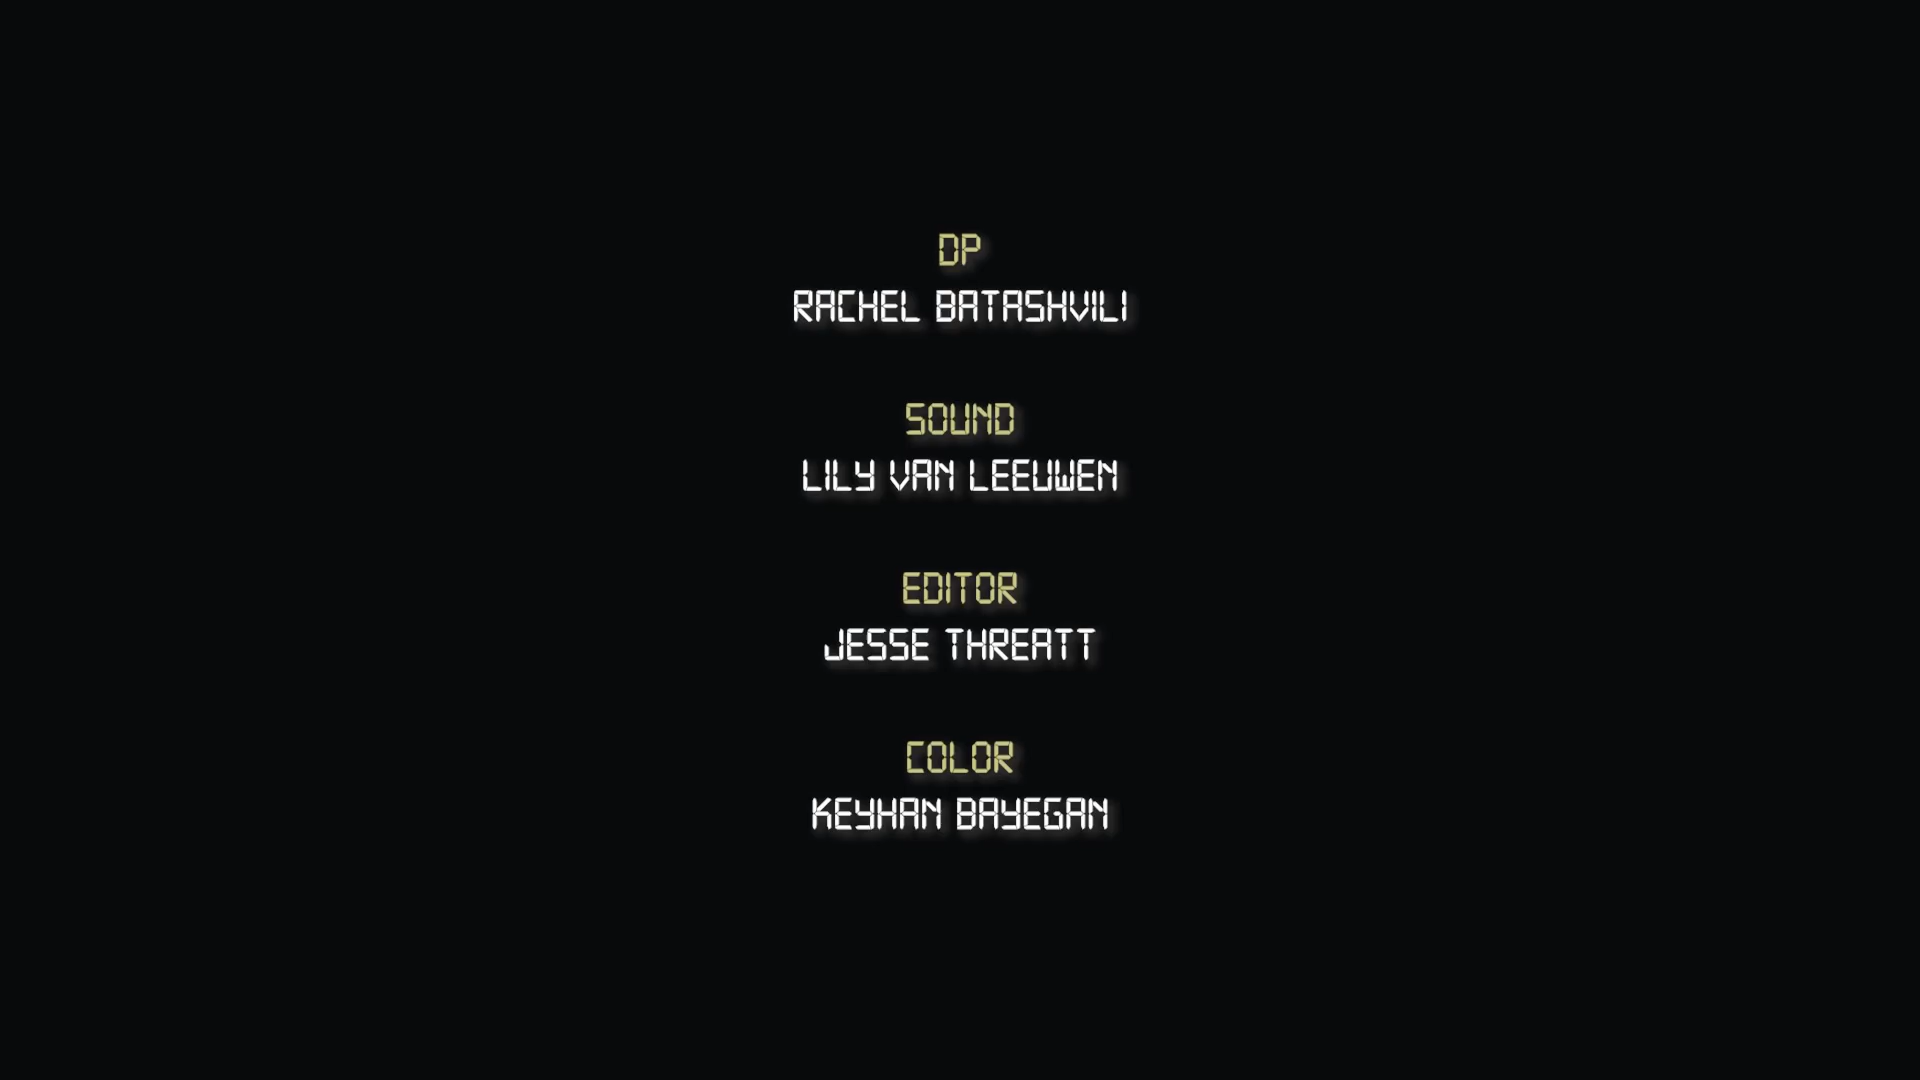 DP
RACHEL BATASHVILI
SOUND
LILY VAN LEEUWEN
EDITOR
JESSE THREATT
COLOR
KEYHAN BAYEGAN